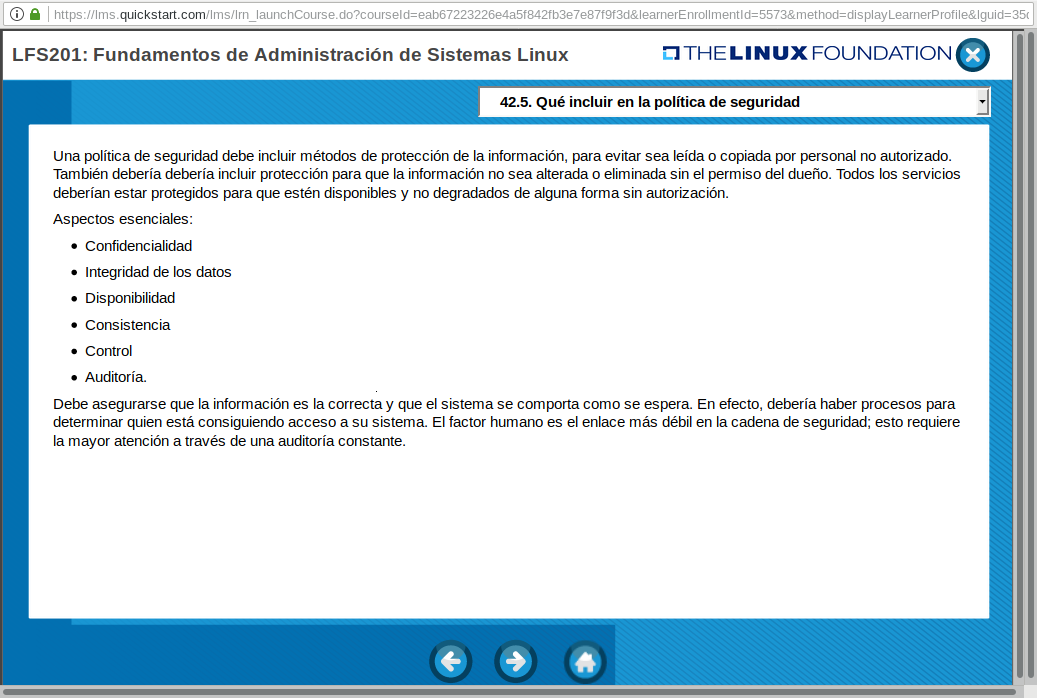 https://lms.quickstart.com/lms/lrn_launchCourse.do?courseId=eab67223226e4a5f842fb3e7e87f9f3d&learnerEnrollmentId=5573&method=displayLearnerProfile&lguid=35c
LFS201: Fundamentos de Administración de Sistemas Linux
THE LINUX FOUNDATION
42.5. Qué incluir en la política de seguridad
Una política de seguridad debe incluir métodos de protección de la información, para evitar sea leída o copiada por personal no autorizado.
También debería debería incluir protección para que la información no sea alterada o eliminada sin el permiso del dueño. Todos los servicios
deberían estar protegidos para que estén disponibles y no degradados de alguna forma sin autorización.
Aspectos esenciales:
• Confidencialidad
• Integridad de los datos
• Disponibilidad
• Consistencia
• Control
• Auditoría.
Debe asegurarse que la información es la correcta y que el sistema se comporta como se espera. En efecto, debería haber procesos para
determinar quien está consiguiendo acceso a su sistema. El factor humano es el enlace más débil en la cadena de seguridad; esto requiere
la mayor atención a través de una auditoría constante.